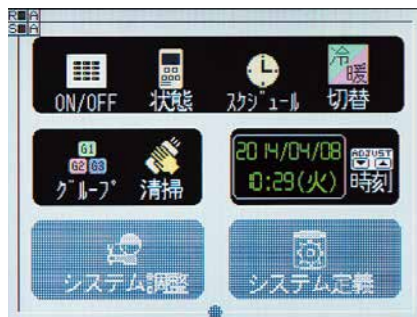 R■A
S■A
ON/OFF 状態 スケジュール 切替
冷
暖
G1
G2 G3
グループ 清掃
2014/04/08
10:29(火)
ADJUST
時刻
システム調整 システム定義